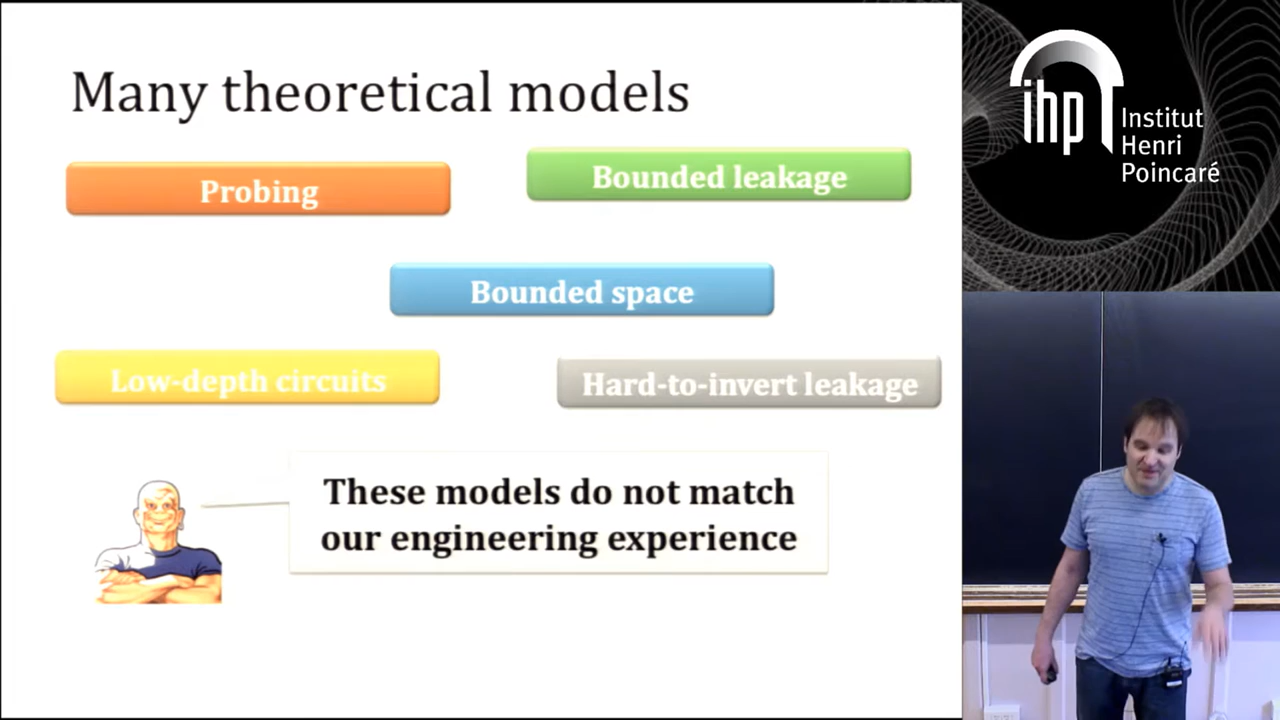 Many theoretical models
Probing
Bounded leakage
Bounded space
Low-depth circuits
Hard-to-invert leakage
These models do not match
our engineering experience
ihp
Institut
Henri
Poincaré